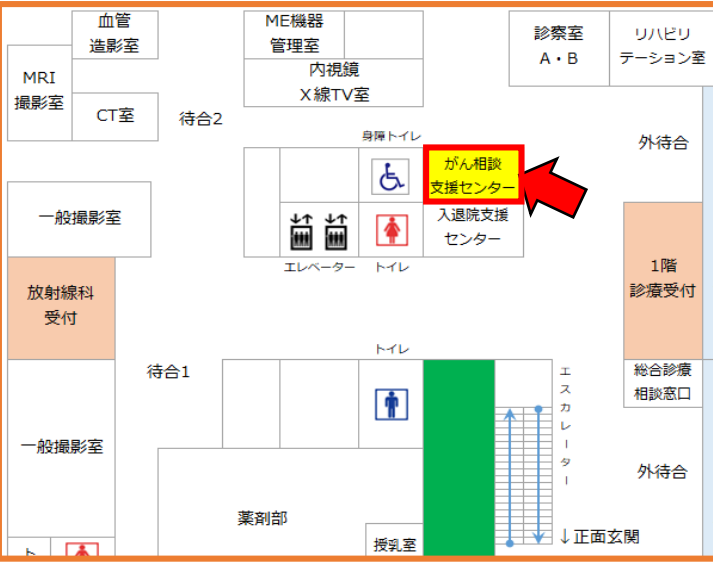 血管
造影室
ME機器
管理室
診察室
A・B
リハビリ
テーション室
MRI
撮影室
CT室
内視鏡
X線TV室
待合2
身障トイレ
外待合
がん相談
支援センター
一般撮影室
入退院支援
センター
エレベーター
トイレ
放射線科
受付
1階
診療受付
トイレ
待合1
エスカレーター
総合診療
相談窓口
一般撮影室
外待合
薬剤部
授乳室
↓正面玄関